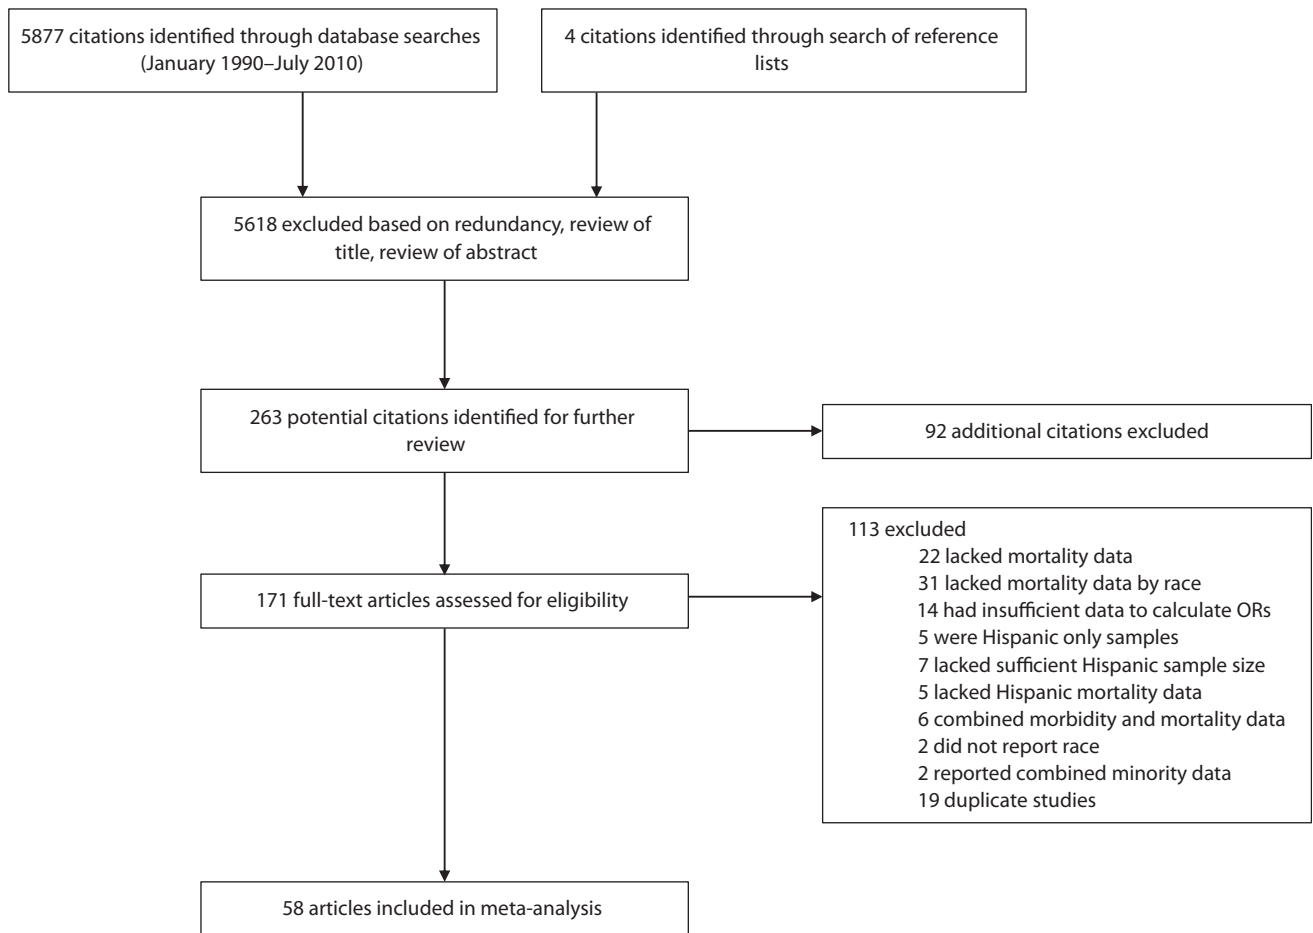 5877 citations identified through database searches
(January 1990–July 2010)
4 citations identified through search of reference
lists
5618 excluded based on redundancy, review of
title, review of abstract
263 potential citations identified for further
review
92 additional citations excluded
171 full-text articles assessed for eligibility
113 excluded
22 lacked mortality data
31 lacked mortality data by race
14 had insufficient data to calculate ORs
5 were Hispanic only samples
7 lacked sufficient Hispanic sample size
5 lacked Hispanic mortality data
6 combined morbidity and mortality data
2 did not report race
2 reported combined minority data
19 duplicate studies
58 articles included in meta-analysis